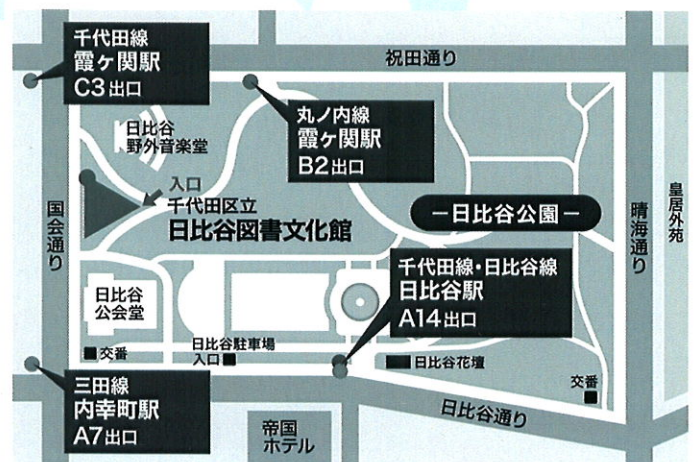 千代田線
霞ヶ関駅
C3出口
祝田通り
丸ノ内線
霞ヶ関駅
B2出口
日比谷
野外音楽堂
入口
千代田区立
日比谷図書文化館
国会通り
ー日比谷公園ー
晴海通り
皇居外苑
千代田線・日比谷線
日比谷駅
A14出口
日比谷
公会堂
交番
日比谷駐車場
入口
日比谷花壇
交番
三田線
内幸町駅
A7出口
帝国
ホテル
日比谷通り